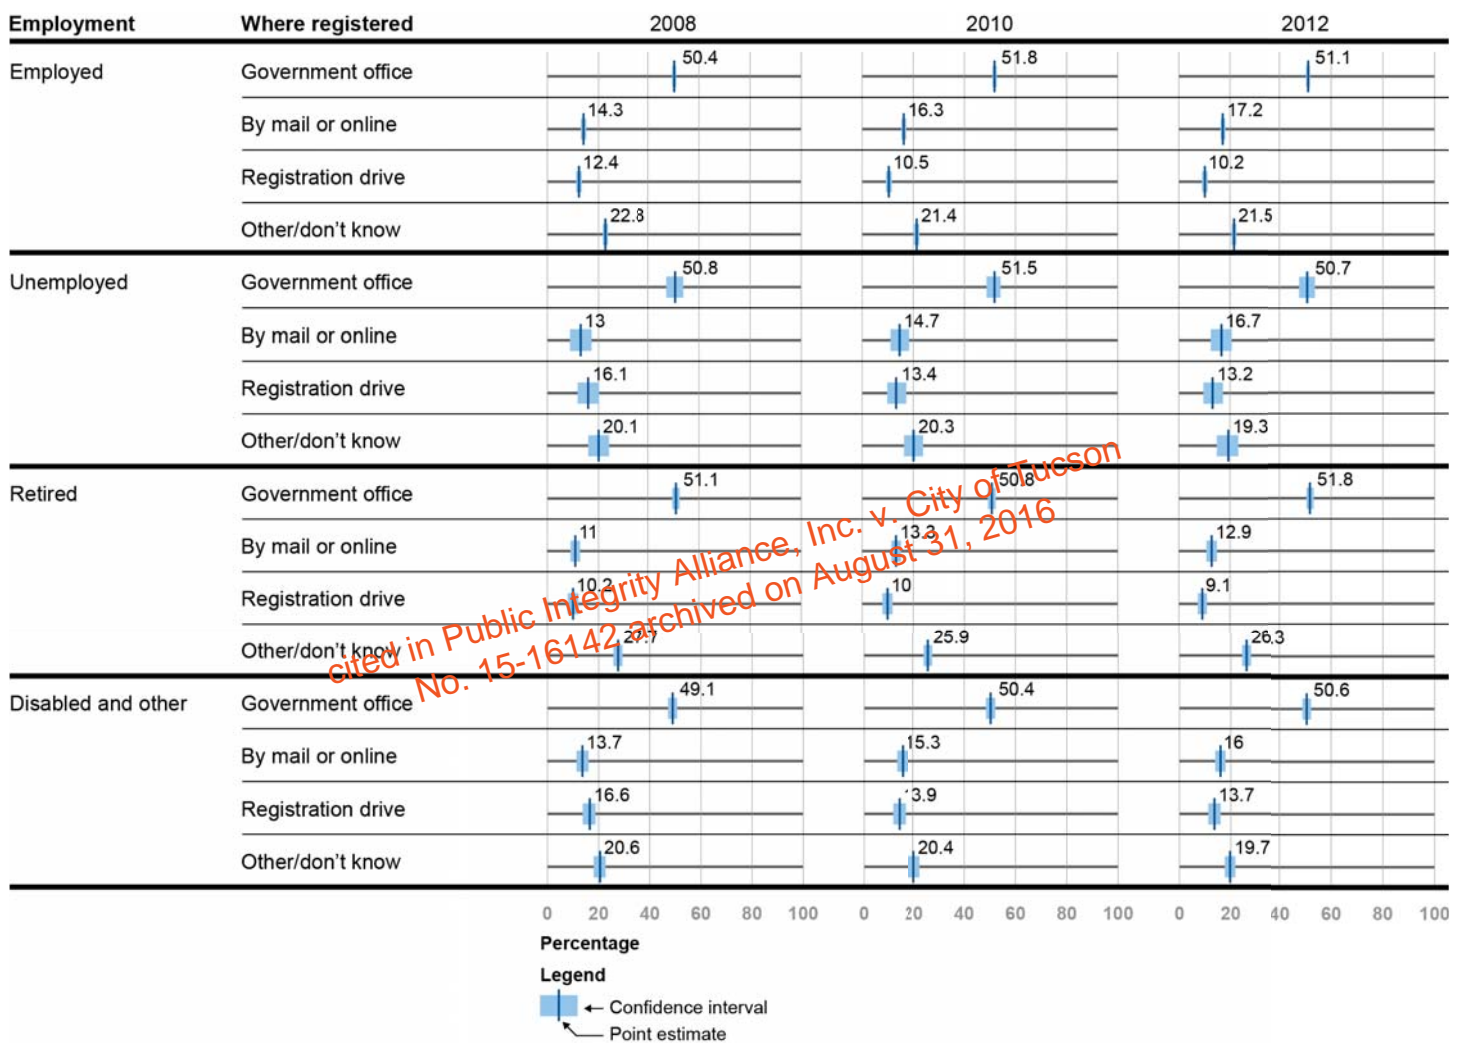 Employment Where registered 2008 2010 2012
Employed Government office 50.4 51.8 51.1
By mail or online 14.3 16.3 17.2
Registration drive 12.4 10.5 10.2
Other/don't know 22.8 21.4 21.5
Unemployed Government office 50.8 51.5 50.7
By mail or online 13 14.7 16.7
Registration drive 16.1 13.4 13.2
Other/don't know 20.1 20.3 19.3
Retired Government office 51.1 50.8 51.8
By mail or online 11 13.3 12.9
Registration drive 10.2 10 9.1
Other/don't know 27.7 25.9 26.3
cited in Public Integrity Alliance, Inc. v. City of Tucson
No. 15-16142 archived on August 31, 2016
Disabled and other Government office 49.1 50.4 50.6
By mail or online 13.7 15.3 16
Registration drive 16.6 13.9 13.7
Other/don't know 20.6 20.4 19.7
0 20 40 60 80 100 0 20 40 60 80 100 0 20 40 60 80 100
Percentage
Legend
Confidence interval
Point estimate